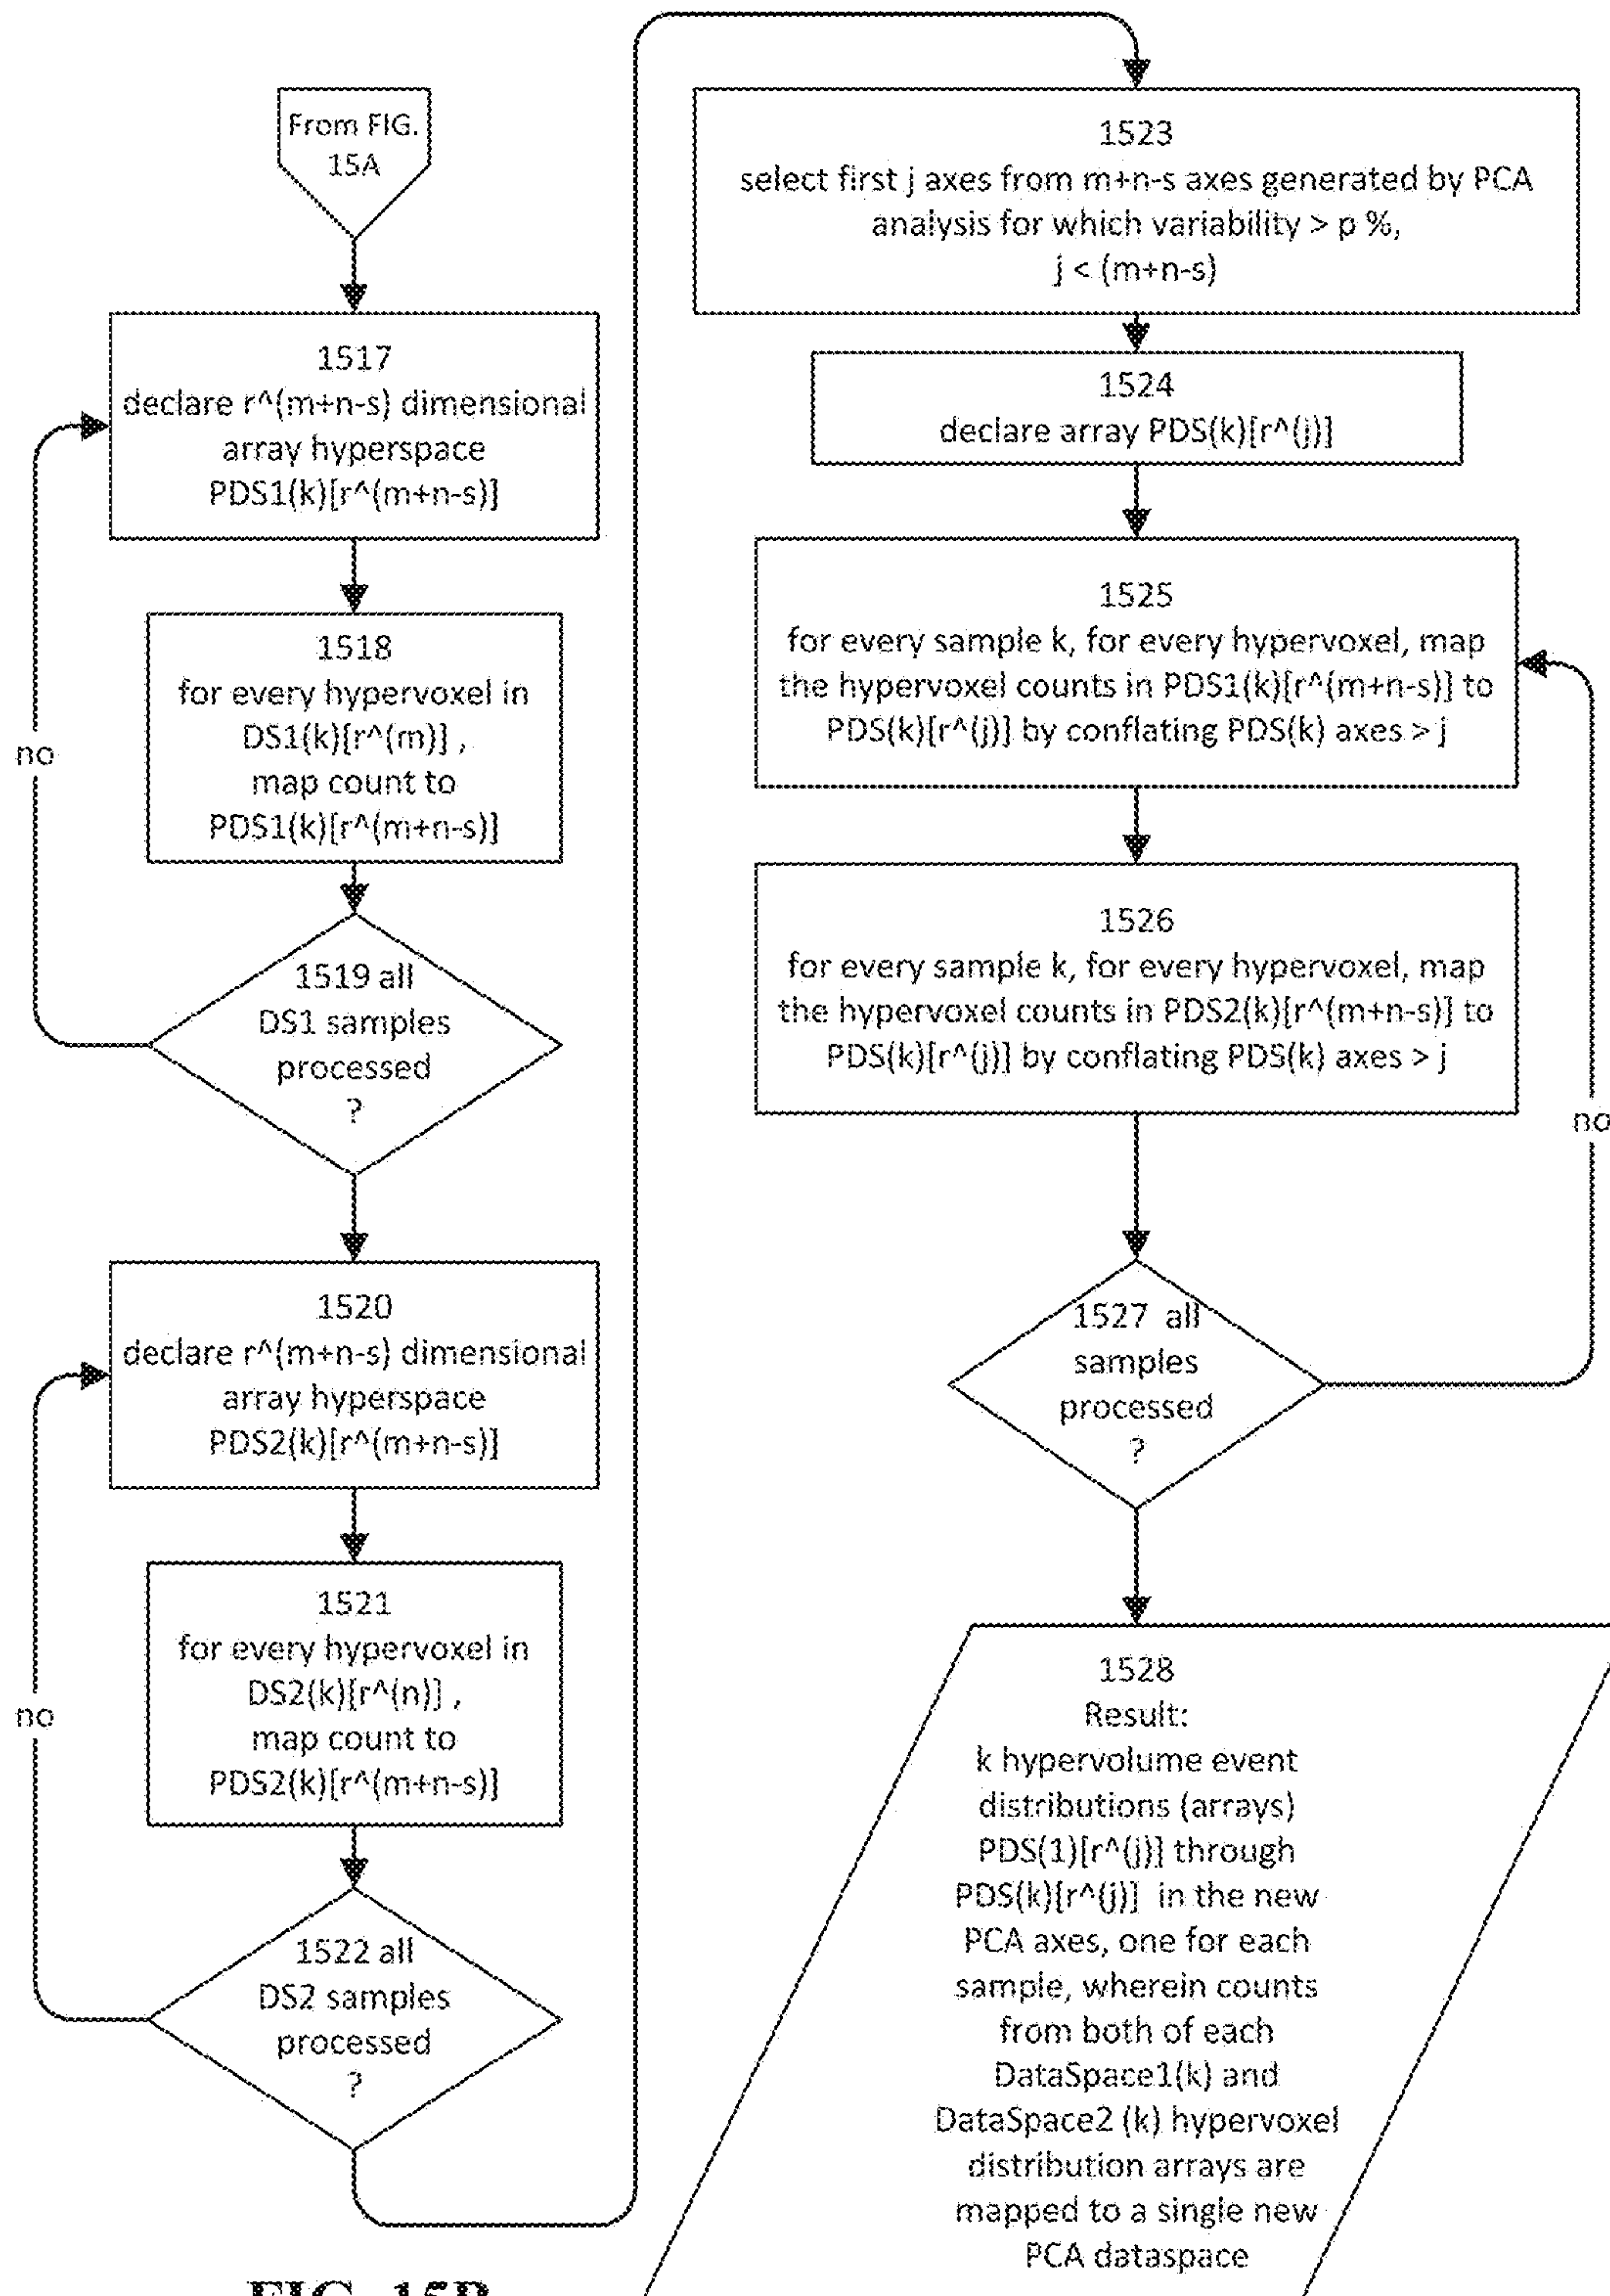 From FIG.
15A
1517
declare r^(m+n-s) dimensional
array hyperspace
PDS1(k)[r^(m+n-s)]
1518
for every hypervoxel in
DS1(k)[r^(m)] ,
map count to
PDS1(k)[r^(m+n-s)]
no
1519 all
DS1 samples
processed
?
1520
declare r^(m+n-s) dimensional
array hyperspace
PDS2(k)[r^(m+n-s)]
1521
for every hypervoxel in
DS2(k)[r^(n)] ,
map count to
PDS2(k)[r^(m+n-s)]
no
1522 all
DS2 samples
processed
?
1523
select first j axes from m+n-s axes generated by PCA
analysis for which variability > p %,
j < (m+n-s)
1524
declare array PDS(k)[r^(j)]
1525
for every sample k, for every hypervoxel, map
the hypervoxel counts in PDS1(k)[r^(m+n-s)] to
PDS(k)[r^(j)] by conflating PDS(k) axes > j
1526
for every sample k, for every hypervoxel, map
the hypervoxel counts in PDS2(k)[r^(m+n-s)] to
PDS(k)[r^(j)] by conflating PDS(k) axes > j
no
1527 all
samples
processed
?
1528
Result:
k hypervolume event
distributions (arrays)
PDS(1)[r^(j)] through
PDS(k)[r^(j)] in the new
PCA axes, one for each
sample, wherein counts
from both of each
DataSpace1(k) and
DataSpace2 (k) hypervoxel
distribution arrays are
mapped to a single new
PCA dataspace
FIG. 15B